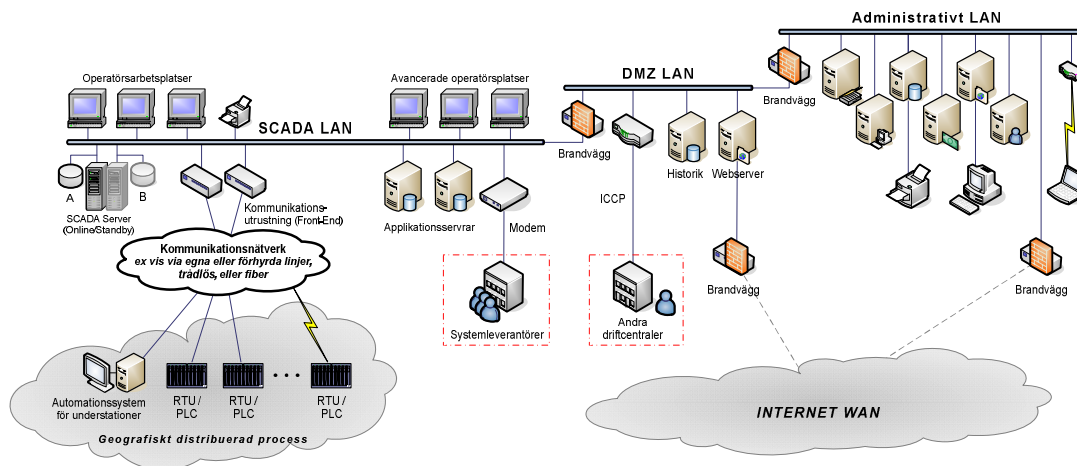 Administrativt LAN
DMZ LAN
Operatörsarbetsplatser
Avancerade operatörsplatser
SCADA LAN
Brandvägg
Brandvägg
Historik
Webserver
A
B
SCADA Server
(Online/Standby)
Kommunikations-
utrustning (Front-End)
Applikationsservrar
Modem
ICCP
Kommunikationsnätverk
ex vis via egna eller förhyrda linjer,
trådlös, eller fiber
Systemleverantörer
Andra
driftcentraler
Brandvägg
Brandvägg
Automationssystem
för understationer
RTU /
PLC
RTU /
PLC
RTU /
PLC
Geografiskt distribuerad process
INTERNET WAN